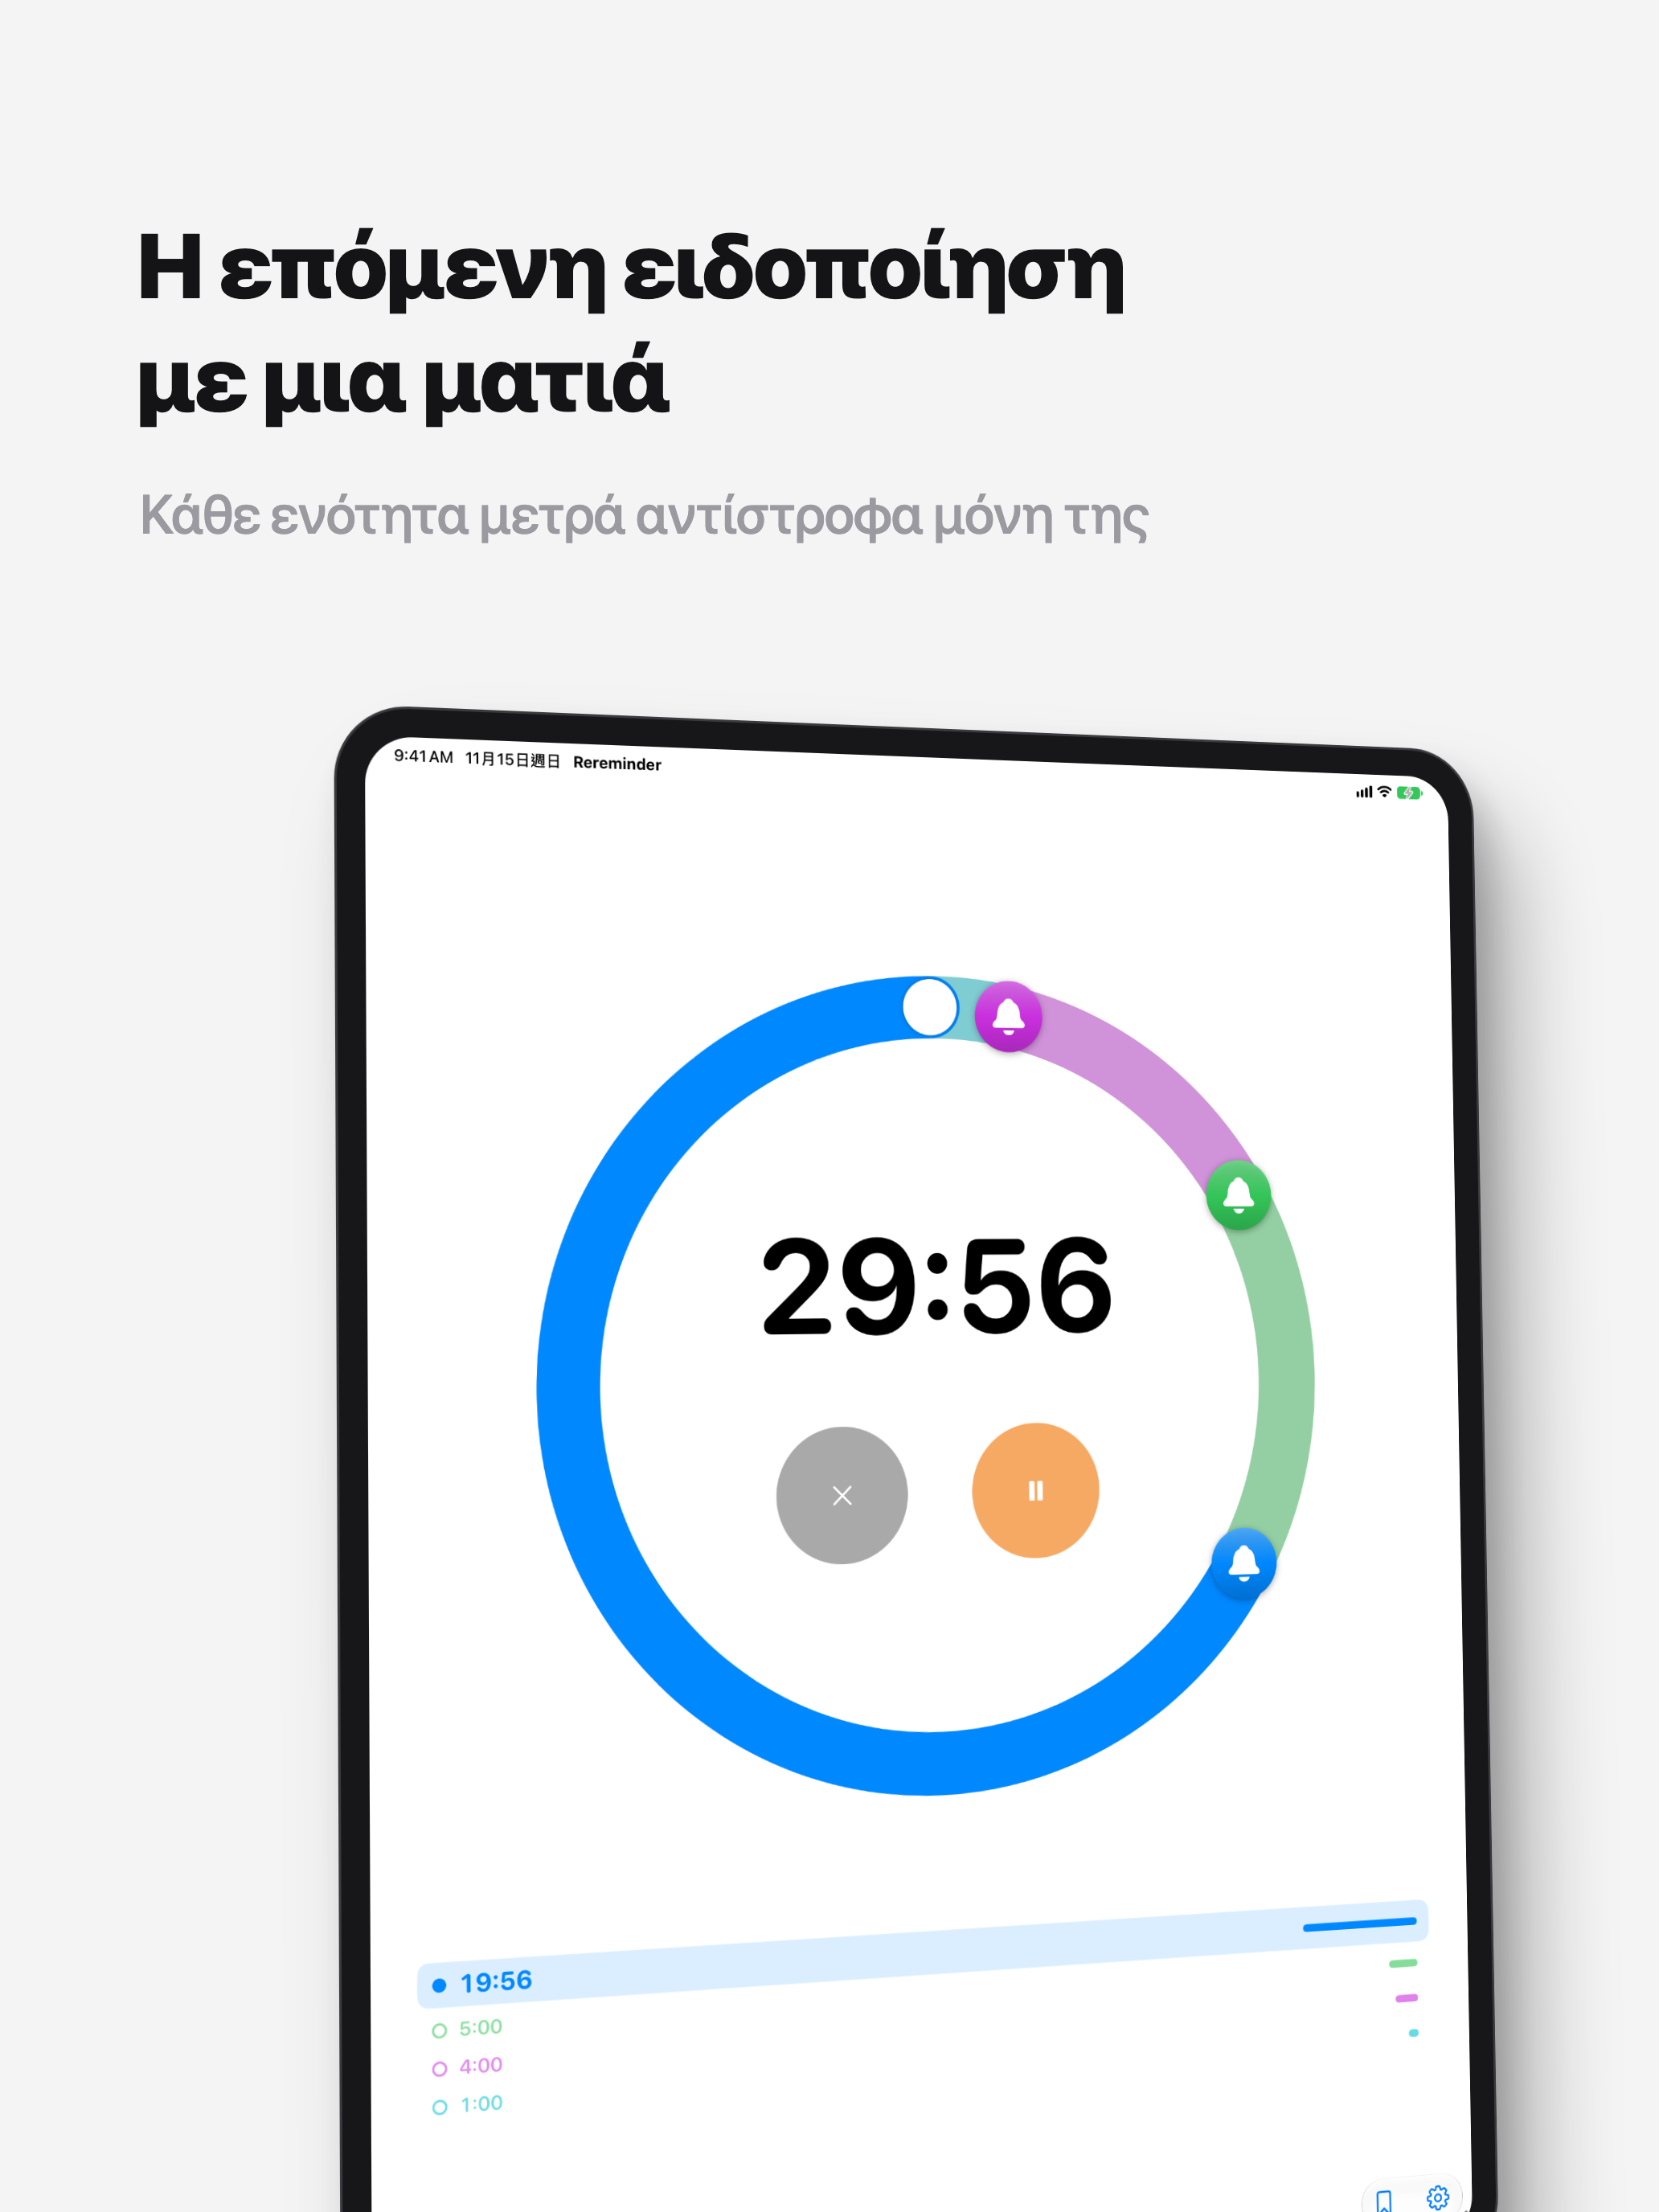 Η επόμενη ειδοποίηση
με μια ματιά
Κάθε ενότητα μετρά αντίστροφα μόνη της
9:41 AM 11月15日週日 Rereminder
29:56
19:56
5:00
4:00
1:00